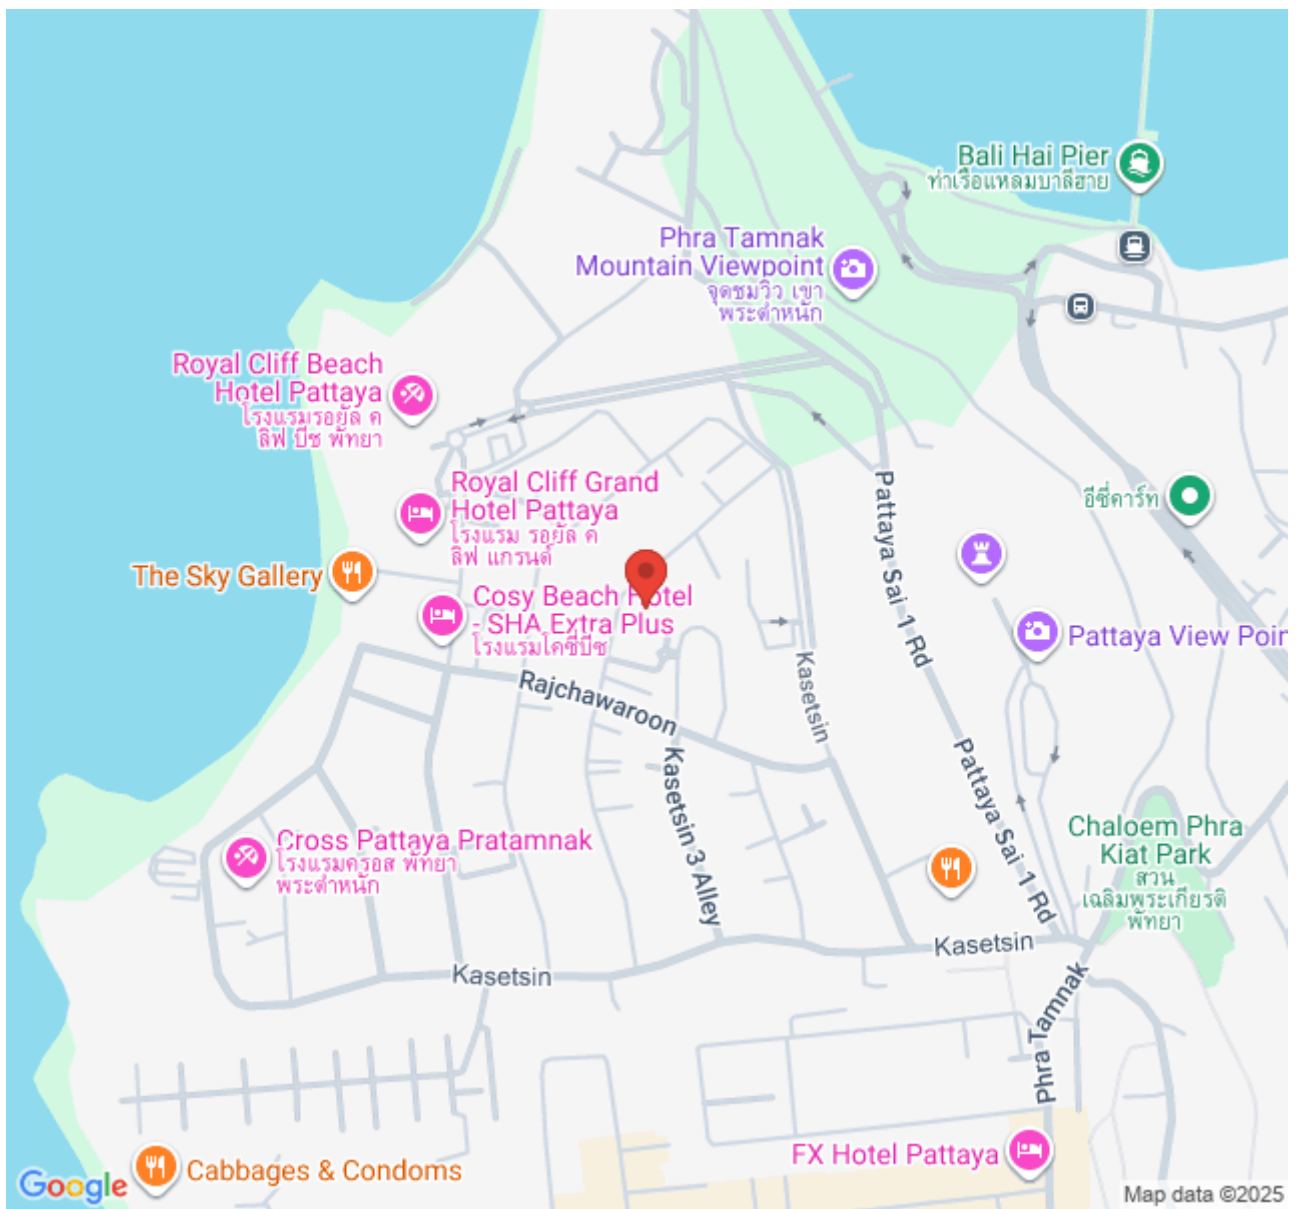 Bali Hai Pier
ท่าเรือแหลมบาลีฮาย
Phra Tamnak
Mountain Viewpoint
จุดชมวิว เขา
พระตำหนัก
Royal Cliff Beach
Hotel Pattaya
โรงแรมรอยัล ค
ลิฟ บีช พัทยา
Royal Cliff Grand
Hotel Pattaya
โรงแรม รอยัล ค
ลิฟ แกรนด์
Pattaya Sai 1 Rd
อีซี่คาร์ท
The Sky Gallery
Cosy Beach Hotel
- SHA Extra Plus
โรงแรมโคซี่บีช
Pattaya View Poin
Rajchawaroon
Kasetsin
Kasetsin 3 Alley
Pattaya Sai 1 Rd
Chaloem Phra
Kiat Park
สวน
เฉลิมพระเกียรติ
พัทยา
Cross Pattaya Pratamnak
โรงแรมครอส พัทยา
พระตำหนัก
Kasetsin
Kasetsin
Phra Tamnak
FX Hotel Pattaya
Cabbages & Condoms
Google
Map data ©2025